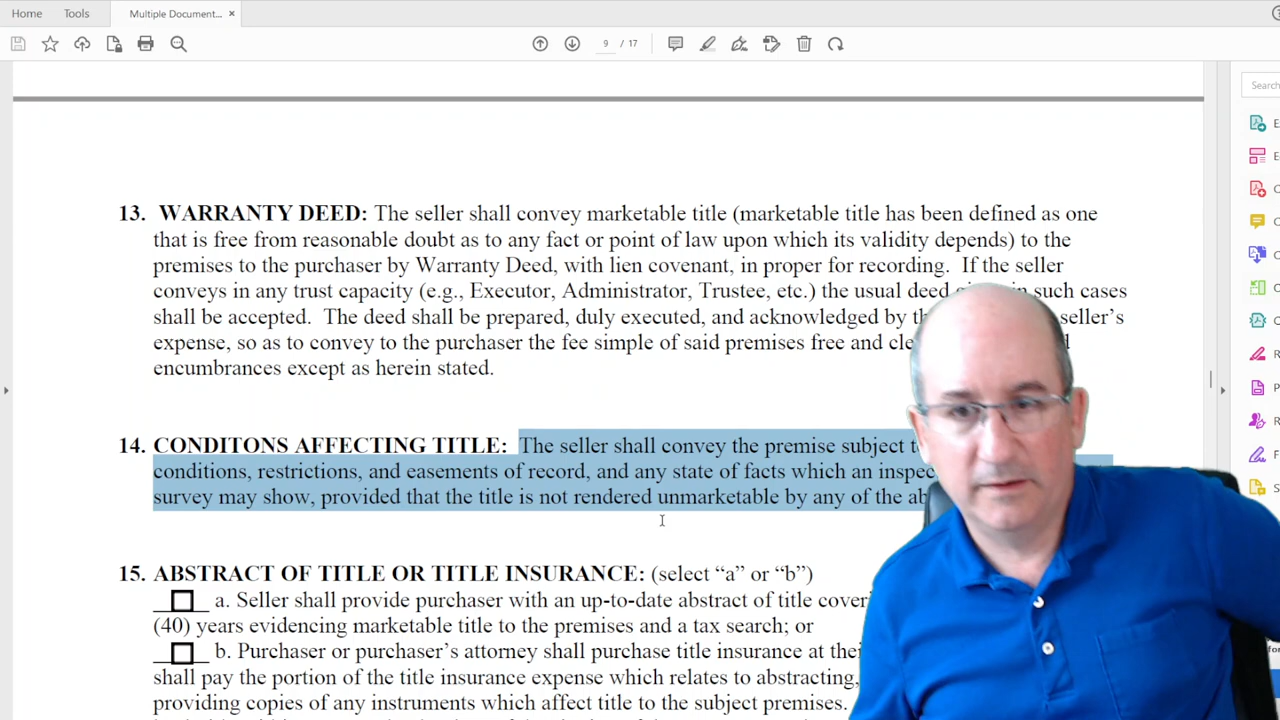 Home Tools Multiple Document... ×
9 / 17
Search
13. WARRANTY DEED: The seller shall convey marketable title (marketable title has been defined as one
that is free from reasonable doubt as to any fact or point of law upon which its validity depends) to the
premises to the purchaser by Warranty Deed, with lien covenant, in proper for recording. If the seller
conveys in any trust capacity (e.g., Executor, Administrator, Trustee, etc.) the usual deed in such cases
shall be accepted. The deed shall be prepared, duly executed, and acknowledged by seller's
expense, so as to convey to the purchaser the fee simple of said premises free and
encumbrances except as herein stated.
14. CONDITONS AFFECTING TITLE: The seller shall convey the premise subject
conditions, restrictions, and easements of record, and any state of facts which an
survey may show, provided that the title is not rendered unmarketable by any of the
15. ABSTRACT OF TITLE OR TITLE INSURANCE: (select “a” or “b”)
a. Seller shall provide purchaser with an up-to-date abstract of title
(40) years evidencing marketable title to the premises and a tax search; or
b. Purchaser or purchaser’s attorney shall purchase title insurance at
shall pay the portion of the title insurance expense which relates to abstracting,
providing copies of any instruments which affect title to the subject premises.